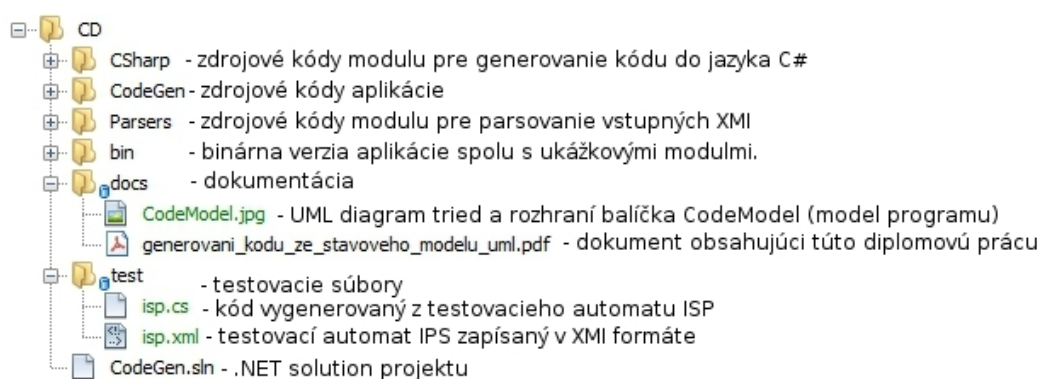 CD
CSharp - zdrojové kódy modulu pre generovanie kódu do jazyka C#
CodeGen - zdrojové kódy aplikácie
Parsers - zdrojové kódy modulu pre parsovanie vstupných XMI
bin - binárna verzia aplikácie spolu s ukážkovými modulmi.
docs - dokumentácia
CodeModel.jpg - UML diagram tried a rozhraní balíčka CodeModel (model programu)
generovani_kodu_ze_stavoveho_modelu_uml.pdf - dokument obsahujúci túto diplomovú prácu
test - testovacie súbory
isp.cs - kód vygenerovaný z testovacieho automatu ISP
isp.xml - testovací automat IPS zapísaný v XMI formáte
CodeGen.sln - .NET solution projektu